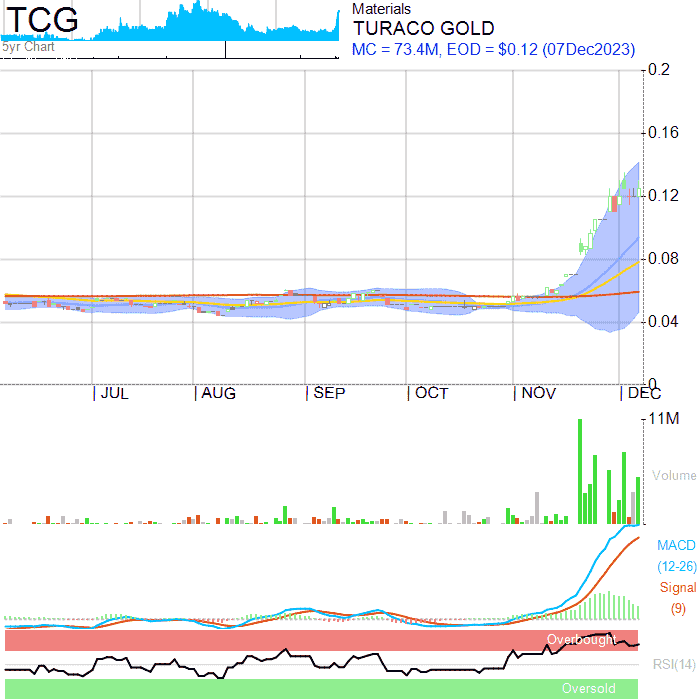 TCG
5yr Chart
Materials
TURACO GOLD
MC = 73.4M, EOD = $0.12 (07Dec2023)
0.2
0.16
0.12
0.08
0.04
0
JUL AUG SEP OCT NOV DEC
11M
Volume
MACD
(12-26)
Signal
(9)
Overbought
RSI(14)
Oversold